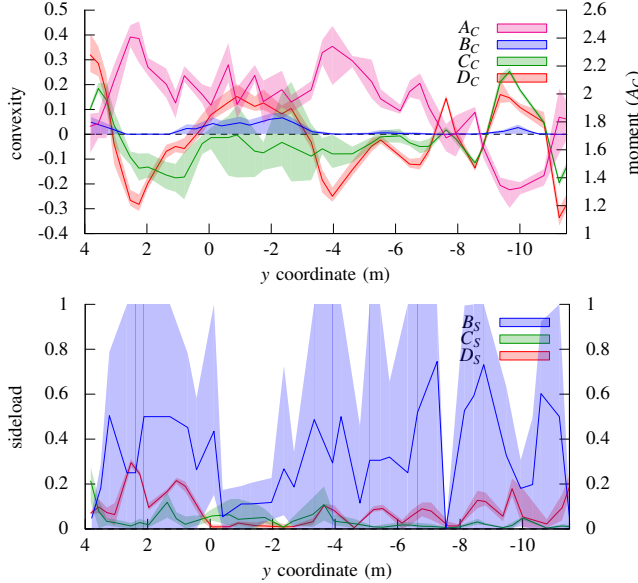 0.5
0.4
0.3
0.2
0.1
0
-0.1
-0.2
-0.3
-0.4
convexity
A_C
B_C
C_C
D_C
2.6
2.4
2.2
2
1.8
1.6
1.4
1.2
1
moment (A_C)
4 2 0 -2 -4 -6 -8 -10
y coordinate (m)
1
0.8
0.6
0.4
0.2
0
sideload
B_S
C_S
D_S
1
0.8
0.6
0.4
0.2
0
4 2 0 -2 -4 -6 -8 -10
y coordinate (m)